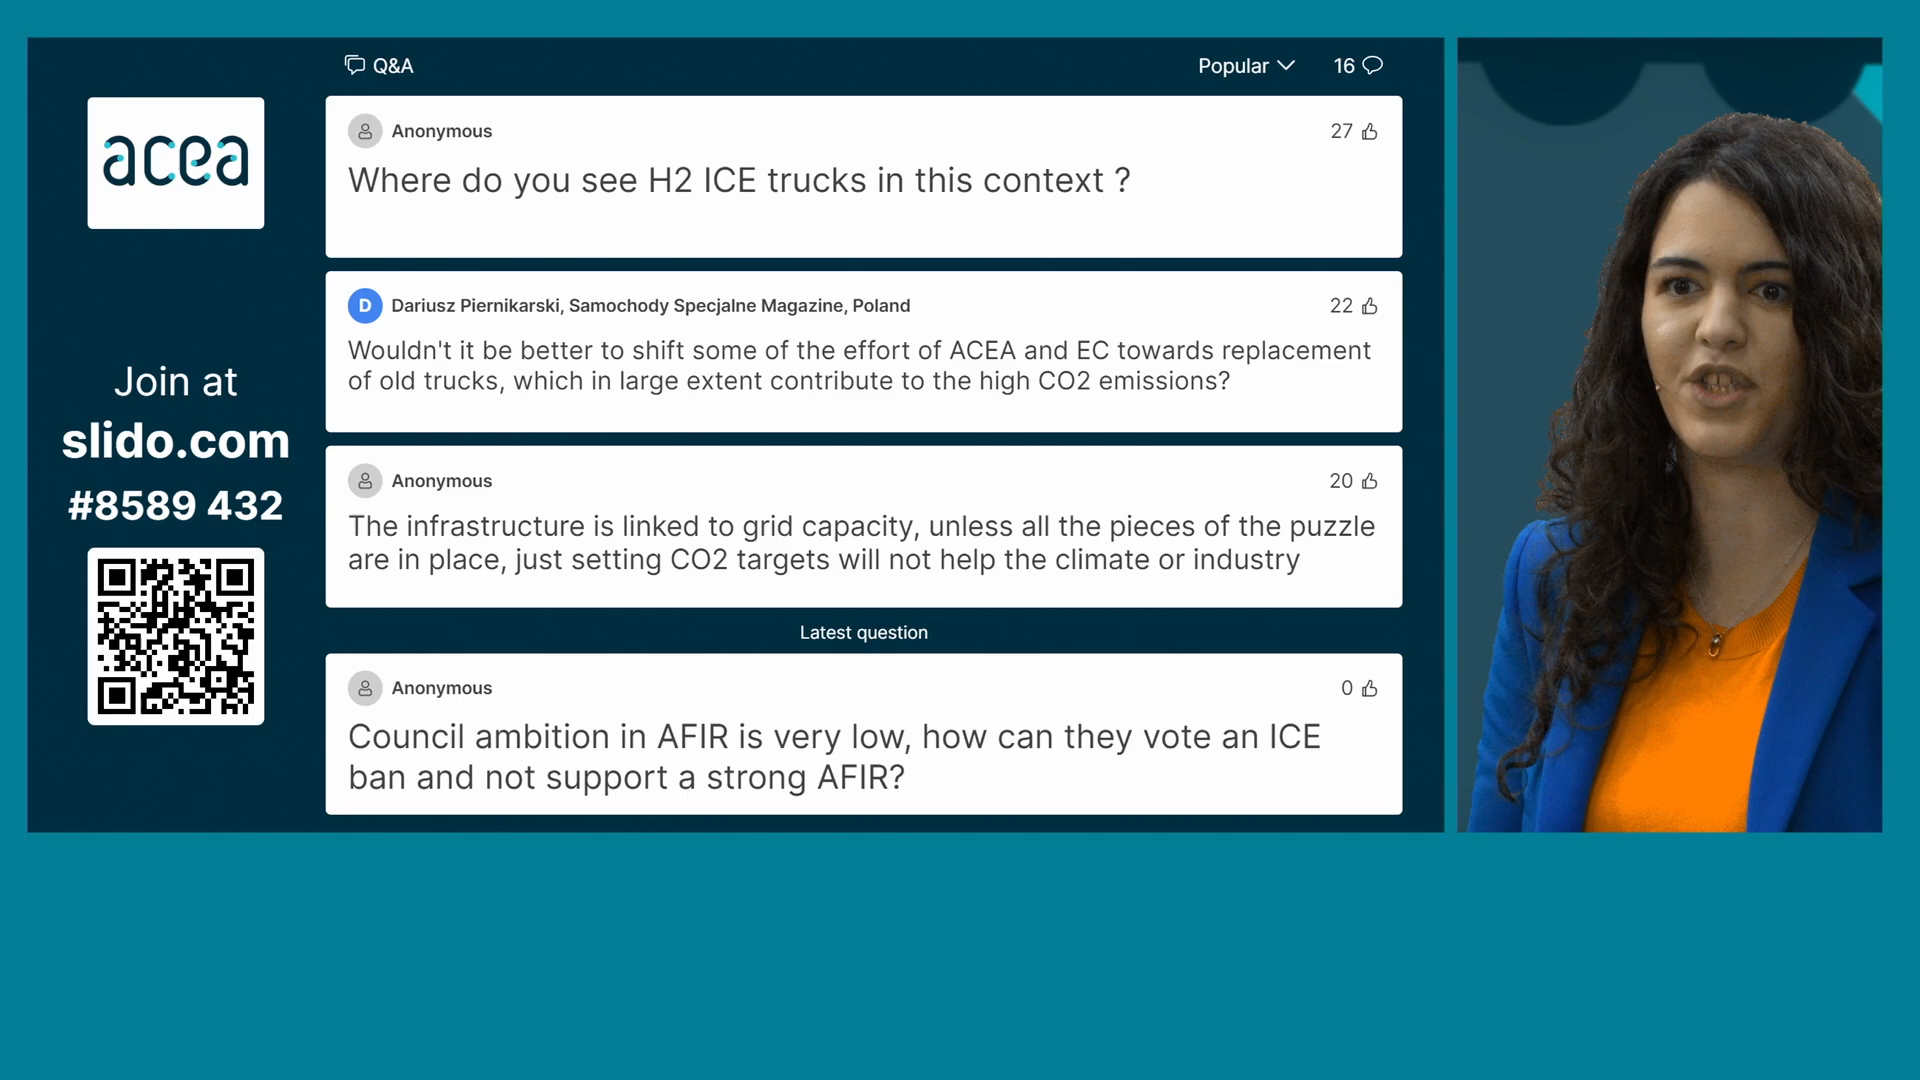 acea
Join at
slido.com
#8589 432
Q&A
Popular
16
Anonymous
27
Where do you see H2 ICE trucks in this context ?
Dariusz Piernikarski, Samochody Specjalne Magazine, Poland
22
D
Wouldn't it be better to shift some of the effort of ACEA and EC towards replacement
of old trucks, which in large extent contribute to the high CO2 emissions?
Anonymous
20
The infrastructure is linked to grid capacity, unless all the pieces of the puzzle
are in place, just setting CO2 targets will not help the climate or industry
Latest question
Anonymous
0
Council ambition in AFIR is very low, how can they vote an ICE
ban and not support a strong AFIR?